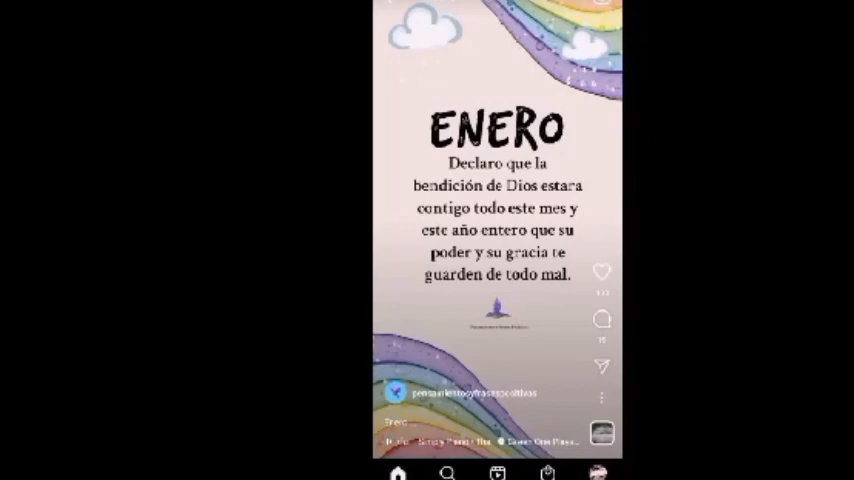 ENERO
Declaro que la
bendición de Dios estara
contigo todo este mes y
este año entero que su
poder y su gracia te
guarden de todo mal.
pensamientosyfrasespositivas
Enero ...